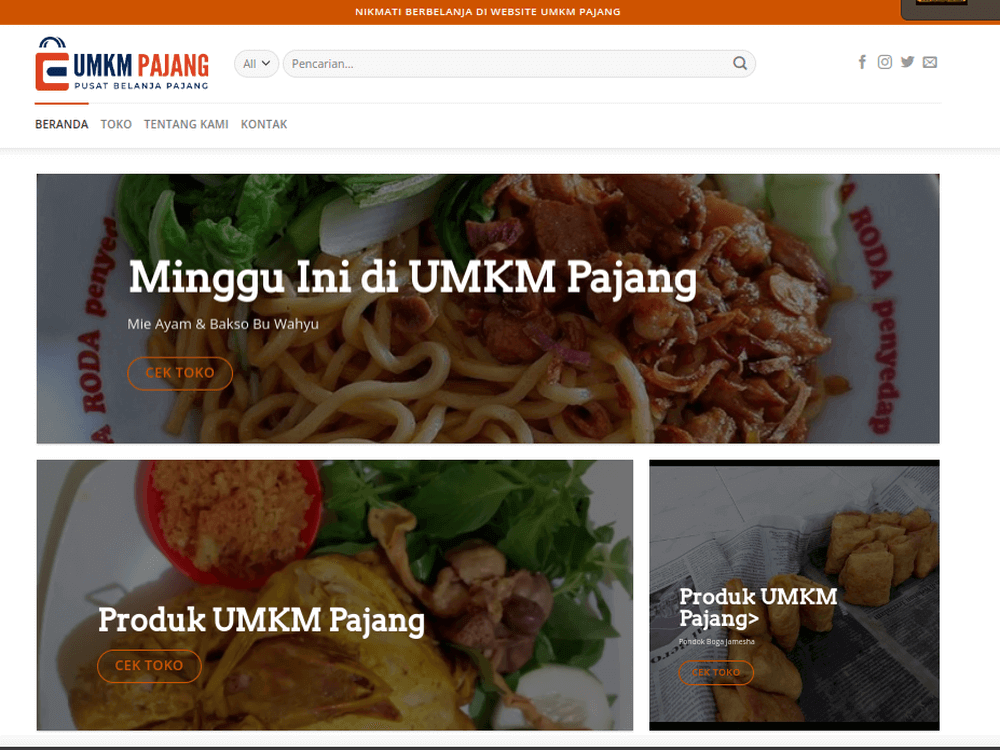 NIKMATI BERBELANJA DI WEBSITE UMKM PAJANG
UMKM PAJANG
PUSAT BELANJA PAJANG
All
Pencarian...
BERANDA TOKO TENTANG KAMI KONTAK
A RODA penyed
A RODA penyedap
Minggu Ini di UMKM Pajang
Mie Ayam & Bakso Bu Wahyu
CEK TOKO
Produk UMKM Pajang
CEK TOKO
Produk UMKM
Pajang>
Pondok Boga Jamesha
CEK TOKO